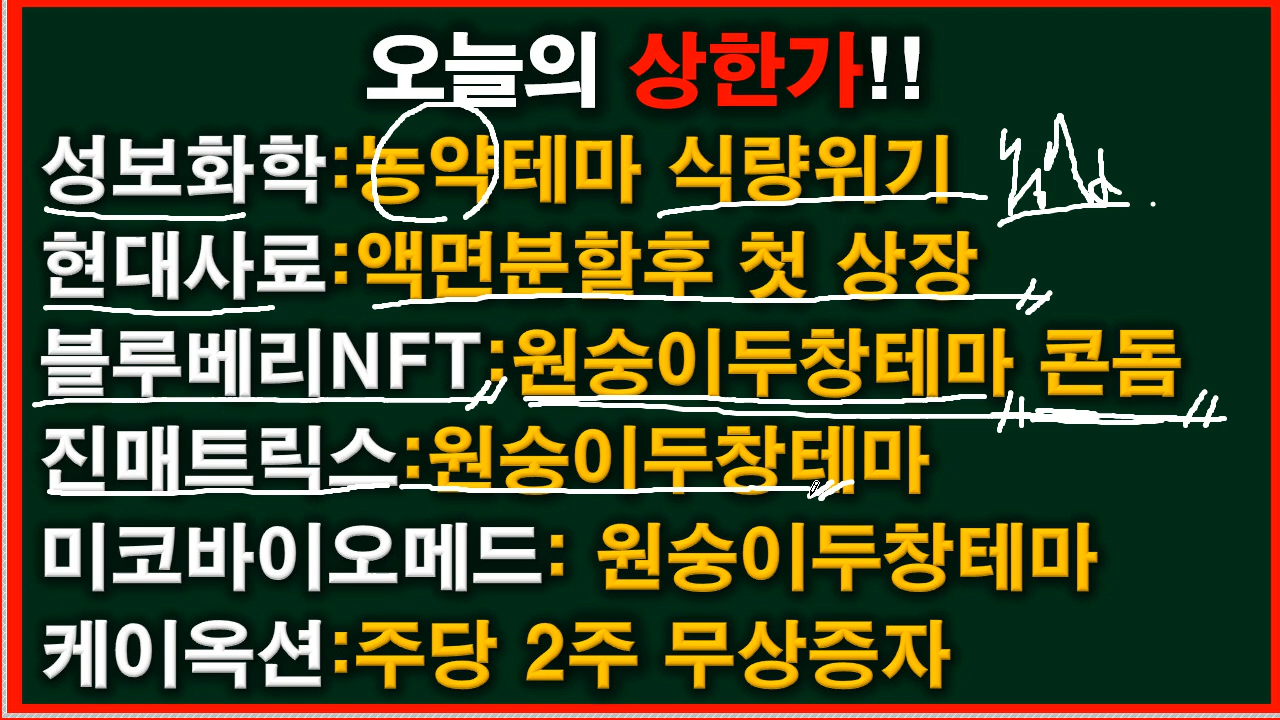 오늘의 상한가!!
성보화학:농약테마 식량위기
현대사료:액면분할후 첫 상장
블루베리NFT:원숭이두창테마 콘돔
진매트릭스:원숭이두창테마
미코바이오메드: 원숭이두창테마
케이옥션:주당 2주 무상증자